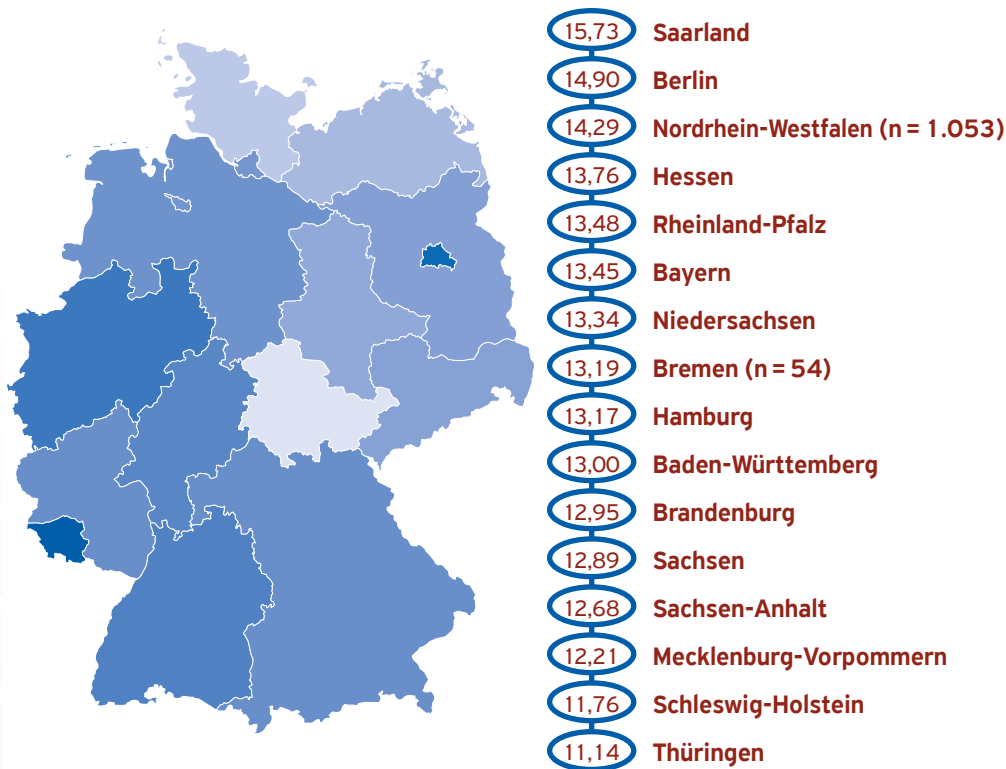 15,73 Saarland
14,90 Berlin
14,29 Nordrhein-Westfalen (n = 1.053)
13,76 Hessen
13,48 Rheinland-Pfalz
13,45 Bayern
13,34 Niedersachsen
13,19 Bremen (n = 54)
13,17 Hamburg
13,00 Baden-Württemberg
12,95 Brandenburg
12,89 Sachsen
12,68 Sachsen-Anhalt
12,21 Mecklenburg-Vorpommern
11,76 Schleswig-Holstein
11,14 Thüringen